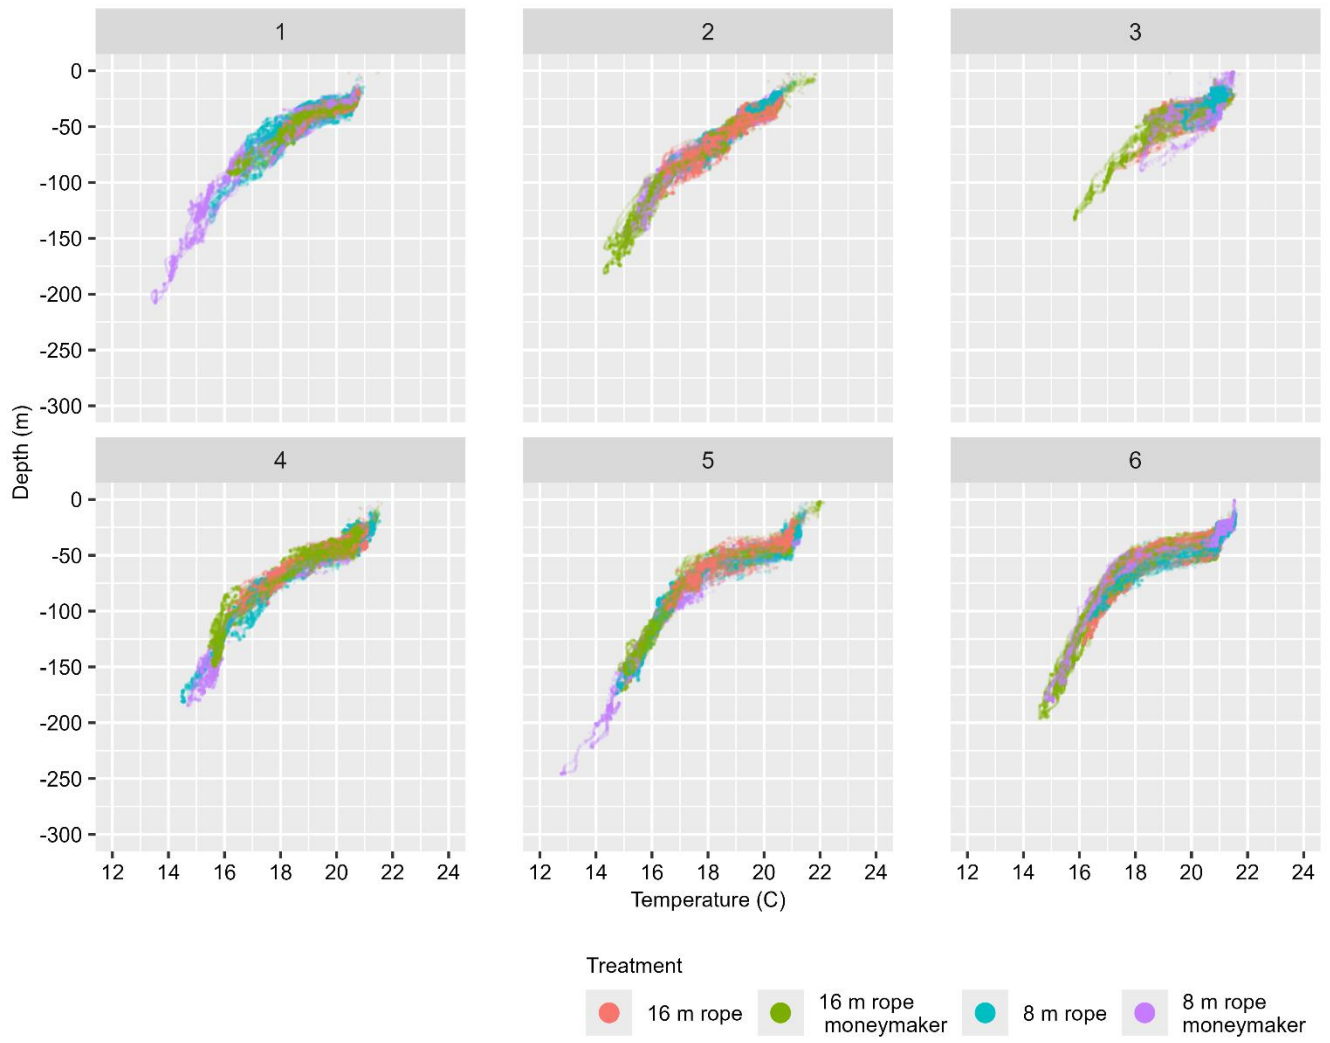 1
2
3
0
-50
-100
-150
-200
-250
-300
Depth (m)
4
5
6
0
-50
-100
-150
-200
-250
-300
12 14 16 18 20 22 24
12 14 16 18 20 22 24
12 14 16 18 20 22 24
Temperature (C)
Treatment
16 m rope
16 m rope
moneymaker
8 m rope
8 m rope
moneymaker